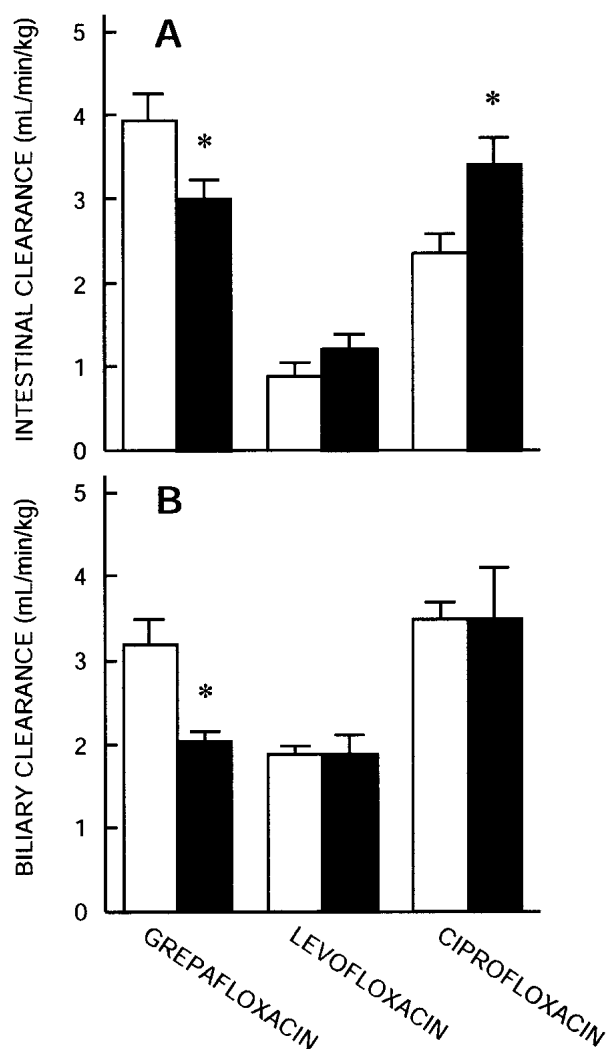 A
INTESTINAL CLEARANCE (mL/min/kg)
5
4
3
2
1
0
*
*
B
BILIARY CLEARANCE (mL/min/kg)
5
4
3
2
1
0
*
GREPAFLOXACIN
LEVOFLOXACIN
CIPROFLOXACIN